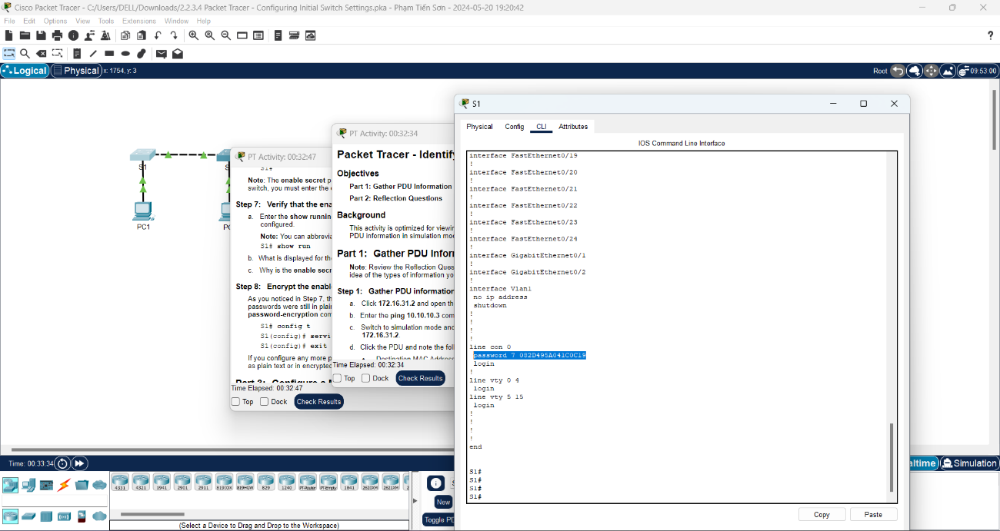 Cisco Packet Tracer - C:/Users/DELL/Downloads/2.2.3.4 Packet Tracer - Configuring Initial Switch Settings.pka - Phạm Tiến Sơn - 2024-05-20 19:20:42
File Edit Options View Tools Extensions Window Help
?
Logical Physical x: 1754, y: 3
Root 09:53:00
S1
PC1
PC
PT Activity: 00:32:47
S1#
Note: The enable secret p
switch, you must enter the
Step 7: Verify that the ena
a. Enter the show runnin
configured.
Note: You can abbrevia
S1# show run
b. What is displayed for the
c. Why is the enable secr
Step 8: Encrypt the enabl
As you noticed in Step 7, th
passwords were still in plai
password-encryption com
S1# config t
S1(config)# servi
S1(config)# exit
If you configure any more p
as plain text or in encrypted
Time Elapsed: 00:32:47
Top Dock Check Results
PT Activity: 00:32:34
Packet Tracer - Identify
Objectives
Part 1: Gather PDU Information
Part 2: Reflection Questions
Background
This activity is optimized for viewin
PDU information in simulation mo
Part 1: Gather PDU Infor
Note: Review the Reflection Ques
idea of the types of information yo
Step 1: Gather PDU information
a. Click 172.16.31.2 and open th
b. Enter the ping 10.10.10.3 com
c. Switch to simulation mode and
172.16.31.2.
d. Click the PDU and note the foll
Destination MAC Address
Time Elapsed: 00:32:34
Top Dock Check Results
S1
Physical Config CLI Attributes
IOS Command Line Interface
interface FastEthernet0/19
!
interface FastEthernet0/20
!
interface FastEthernet0/21
!
interface FastEthernet0/22
!
interface FastEthernet0/23
!
interface FastEthernet0/24
!
interface GigabitEthernet0/1
!
interface GigabitEthernet0/2
!
interface Vlan1
no ip address
shutdown
!
!
!
!
line con 0
password 7 082D495A041C0C19
login
!
line vty 0 4
login
line vty 5 15
login
!
!
!
!
end
S1#
S1#
S1#
S1#
Copy Paste
Time: 00:33:34
altime Simulation
4331 4321 1941 2901 2911 819IOX 819HGW 829 1240 PT-Router PT-Empty 1841 2620XM 2621XM
(Select a Device to Drag and Drop to the Workspace)
New
Toggle PD